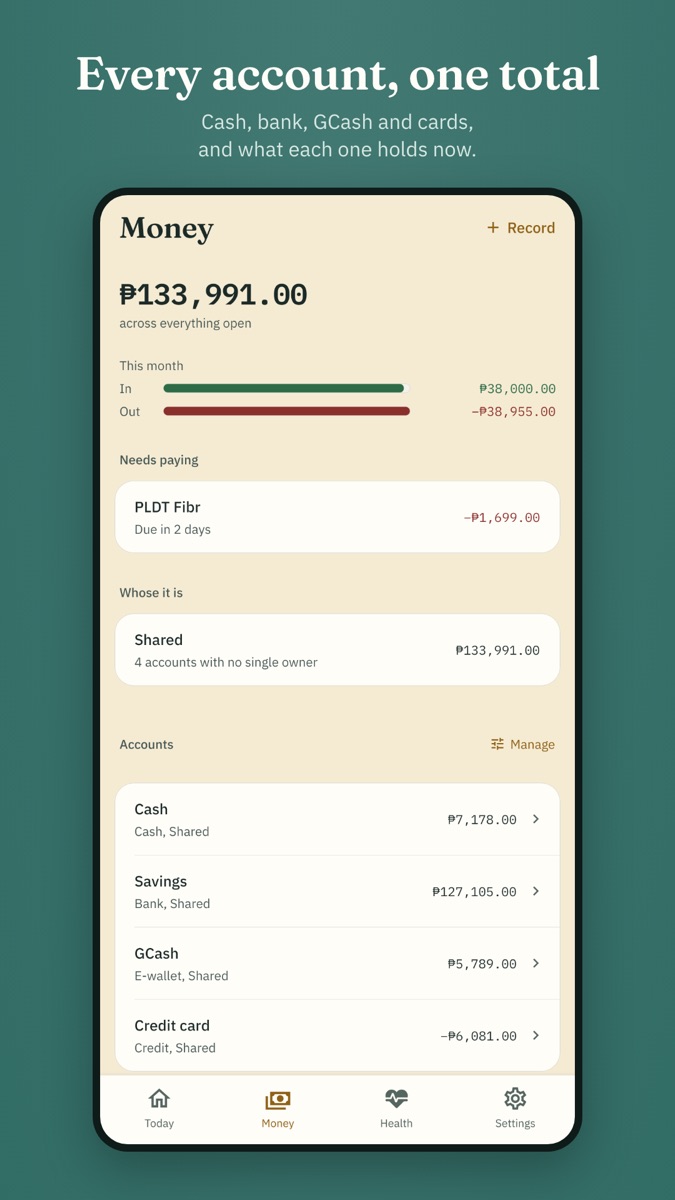 Every account, one total
Cash, bank, GCash and cards,
and what each one holds now.
Money
+ Record
₱133,991.00
across everything open
This month
In ₱38,000.00
Out −₱38,955.00
Needs paying
PLDT Fibr −₱1,699.00
Due in 2 days
Whose it is
Shared ₱133,991.00
4 accounts with no single owner
Accounts Manage
Cash ₱7,178.00
Cash, Shared
Savings ₱127,105.00
Bank, Shared
GCash ₱5,789.00
E-wallet, Shared
Credit card −₱6,081.00
Credit, Shared
Today Money Health Settings